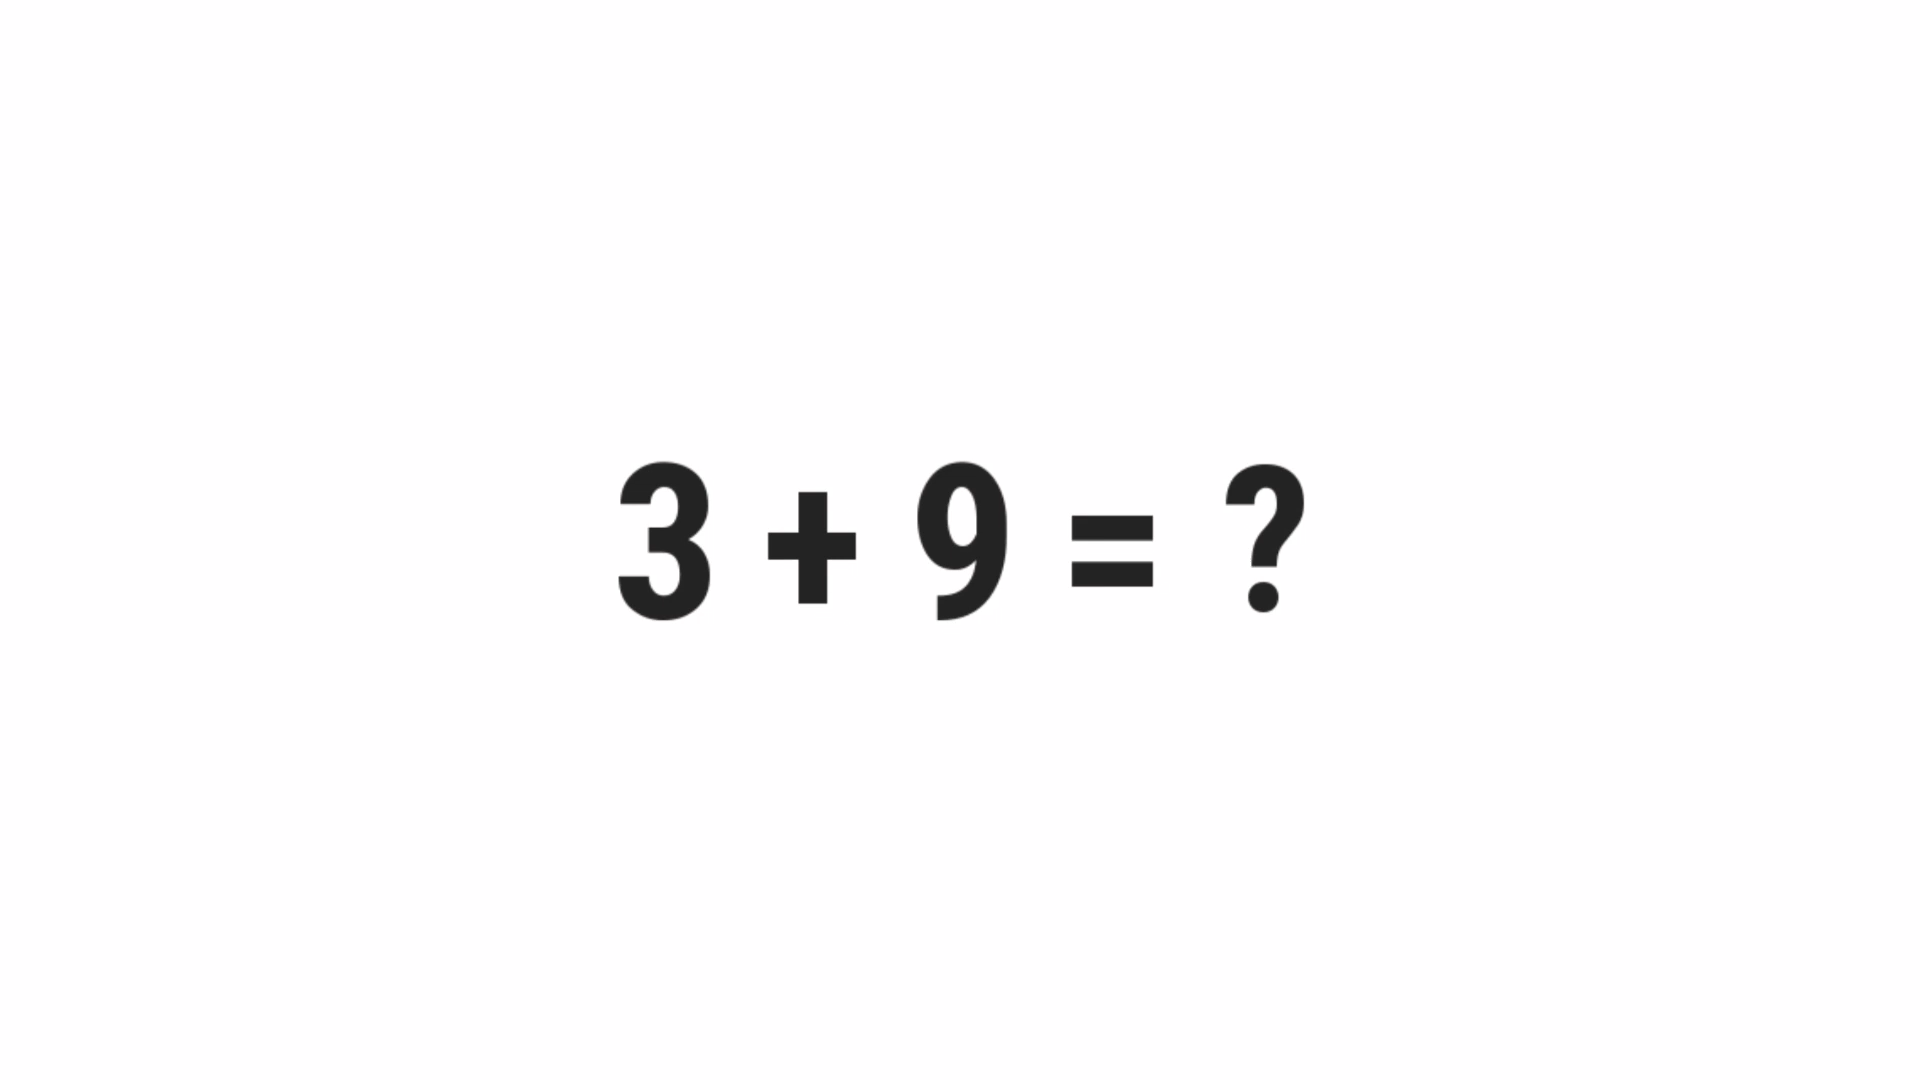 3 + 9 = ?